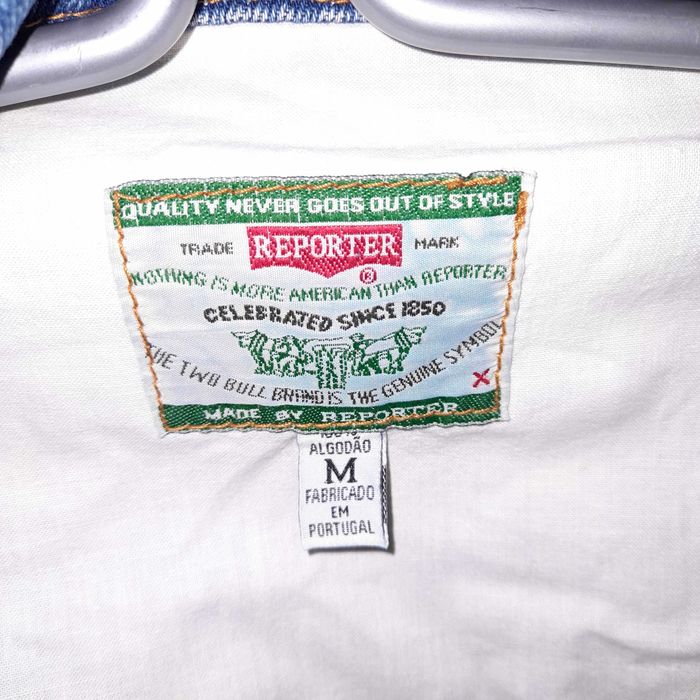 QUALITY NEVER GOES OUT OF STYLE
TRADE REPORTER MARK
®
NOTHING IS MORE AMERICAN THAN REPORTER
CELEBRATED SINCE 1850
THE TWO BULL BRAND IS THE GENUINE SYMBOL
X
MADE BY REPORTER
100%
ALGODÃO
M
FABRICADO
EM
PORTUGAL